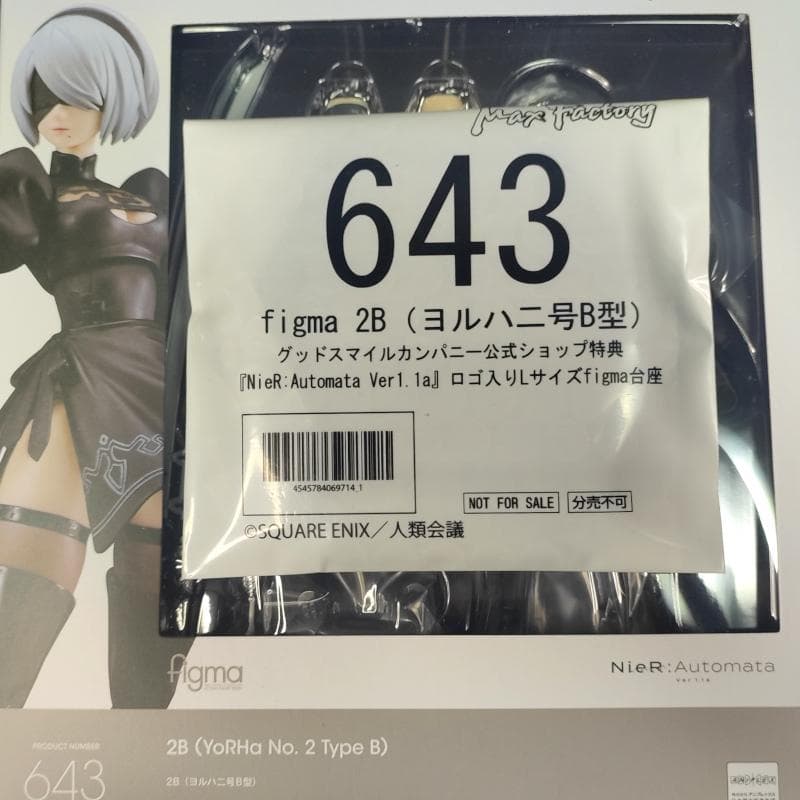 Max Factory
643
figma 2B（ヨルハ二号B型）
グッドスマイルカンパニー公式ショップ特典
『NieR:Automata Ver1.1a』ロゴ入りLサイズfigma台座
4545784069714_1
NOT FOR SALE 分売不可
©SQUARE ENIX／人類会議
figma
NieR:Automata
Ver1.1a
PRODUCT NUMBER
643
2B (YoRHa No. 2 Type B)
2B（ヨルハ二号B型）